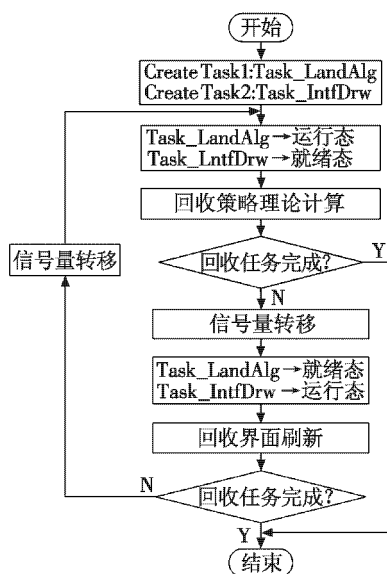 开始
Create Task1:Task_LandAlg
Create Task2:Task_IntfDrw
Task_LandAlg→运行态
Task_LntfDrw→就绪态
回收策略理论计算
信号量转移
回收任务完成？
Y
N
信号量转移
Task_LandAlg→就绪态
Task_IntfDrw→运行态
回收界面刷新
N
回收任务完成？
Y
结束